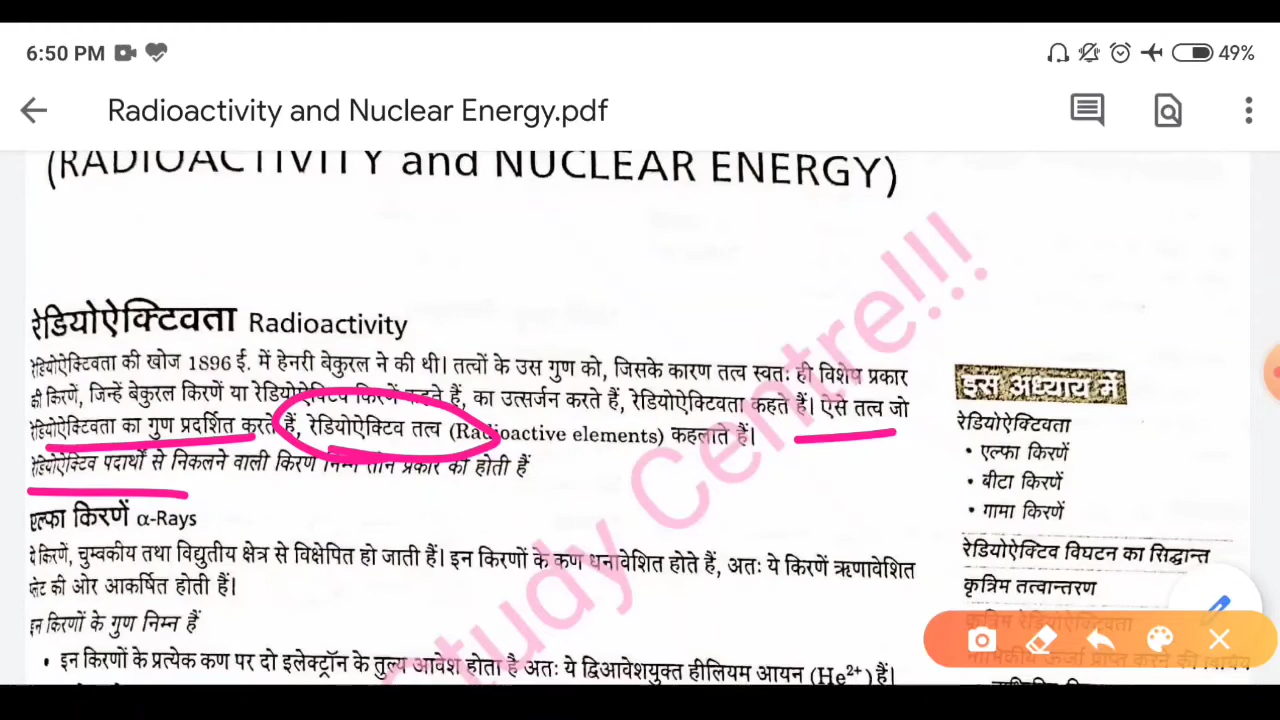 6:50 PM 49%
Radioactivity and Nuclear Energy.pdf
(RADIOACTIVITY and NUCLEAR ENERGY)
रेडियोऐक्टिवता Radioactivity
रेडियोऐक्टिवता की खोज 1896 ई. में हेनरी बेकुरल ने की थी। तत्वों के उस गुण को, जिसके कारण तत्व स्वतः ही विशेष प्रकार
की किरणें, जिन्हें बेकुरल किरणें या रेडियोऐक्टिव किरणें कहते हैं, का उत्सर्जन करते हैं, रेडियोऐक्टिवता कहते हैं। ऐसे तत्व जो
रेडियोऐक्टिवता का गुण प्रदर्शित करते हैं, रेडियोऐक्टिव तत्व (Radioactive elements) कहलाते हैं।
रेडियोऐक्टिव पदार्थों से निकलने वाली किरणें निम्न तीन प्रकार की होती हैं
एल्फा किरणें α-Rays
ये किरणें, चुम्बकीय तथा विद्युतीय क्षेत्र से विक्षेपित हो जाती हैं। इन किरणों के कण धनावेशित होते हैं, अतः ये किरणें ऋणावेशित
प्लेट की ओर आकर्षित होती हैं।
इन किरणों के गुण निम्न हैं
• इन किरणों के प्रत्येक कण पर दो इलेक्ट्रॉन के तुल्य आवेश होता है अतः ये द्विआवेशयुक्त हीलियम आयन (He²⁺) हैं।
इस अध्याय में
रेडियोऐक्टिवता
• एल्फा किरणें
• बीटा किरणें
• गामा किरणें
रेडियोऐक्टिव विघटन का सिद्धान्त
कृत्रिम तत्वान्तरण
कृत्रिम रेडियोऐक्टिवता
नाभिकीय ऊर्जा प्राप्त करने की विधियाँ
Study Centre!!!